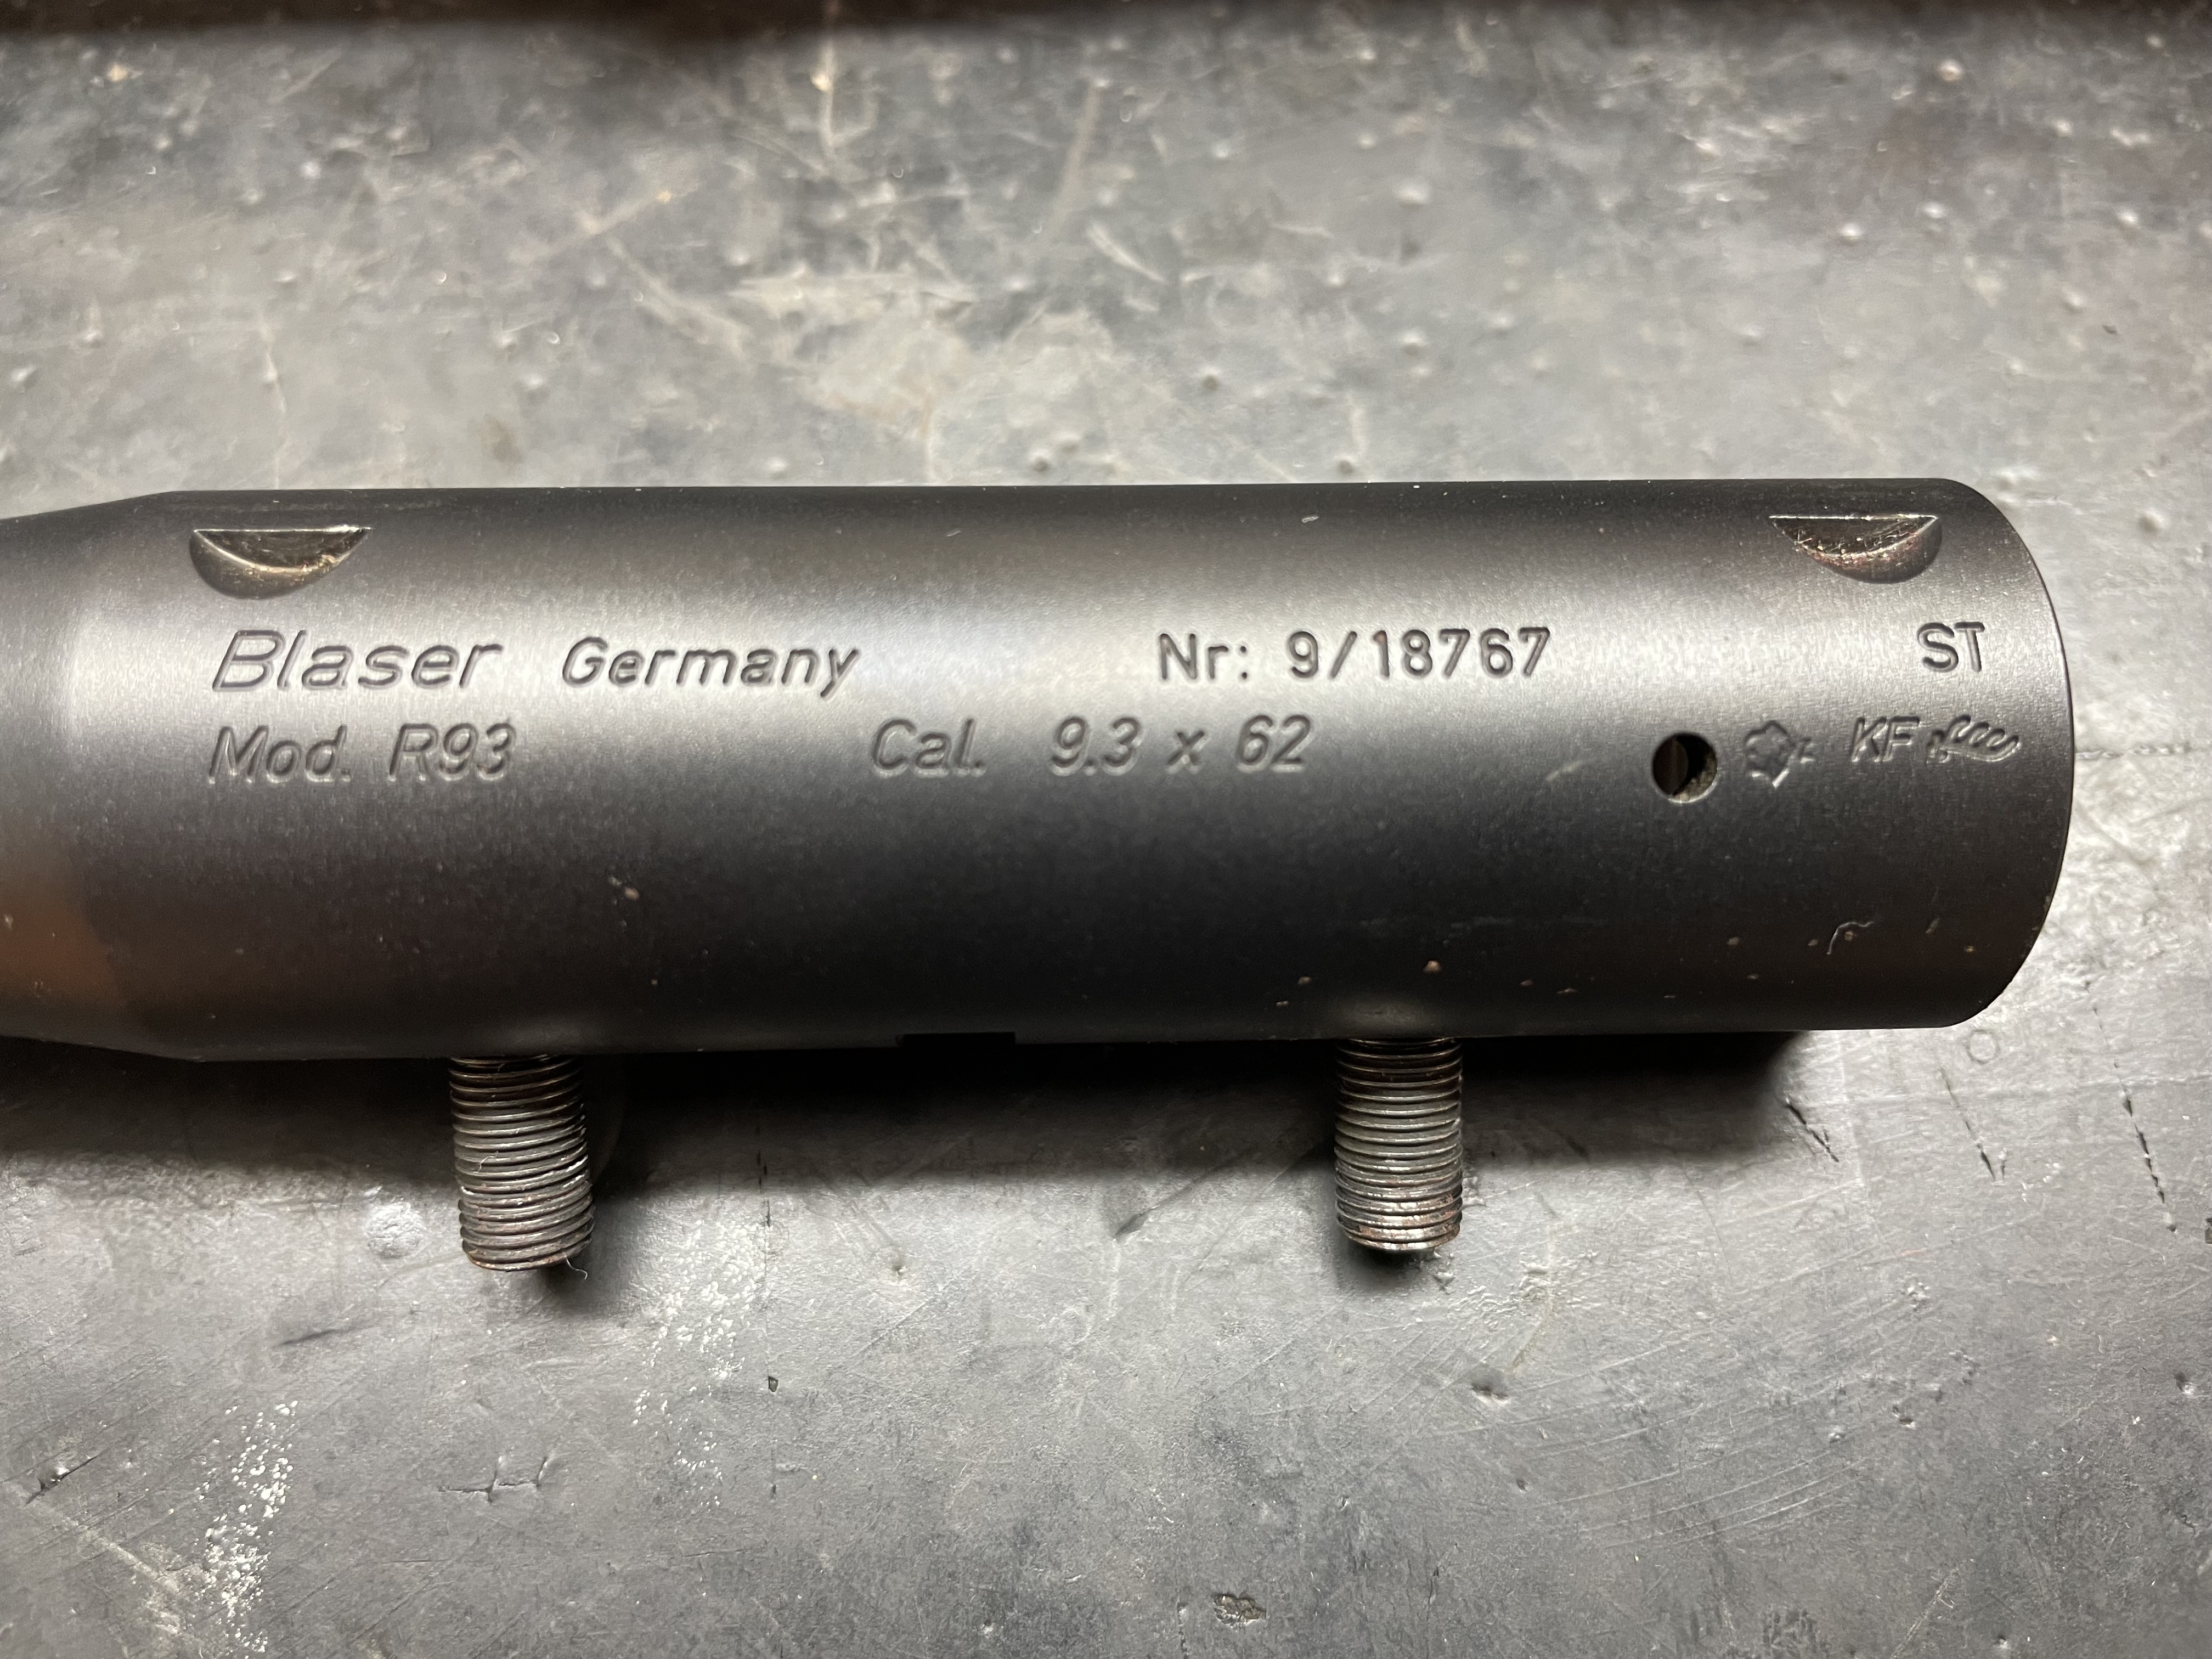 Blaser Germany Nr: 9/18767 ST
Mod. R93 Cal. 9.3 x 62 KF